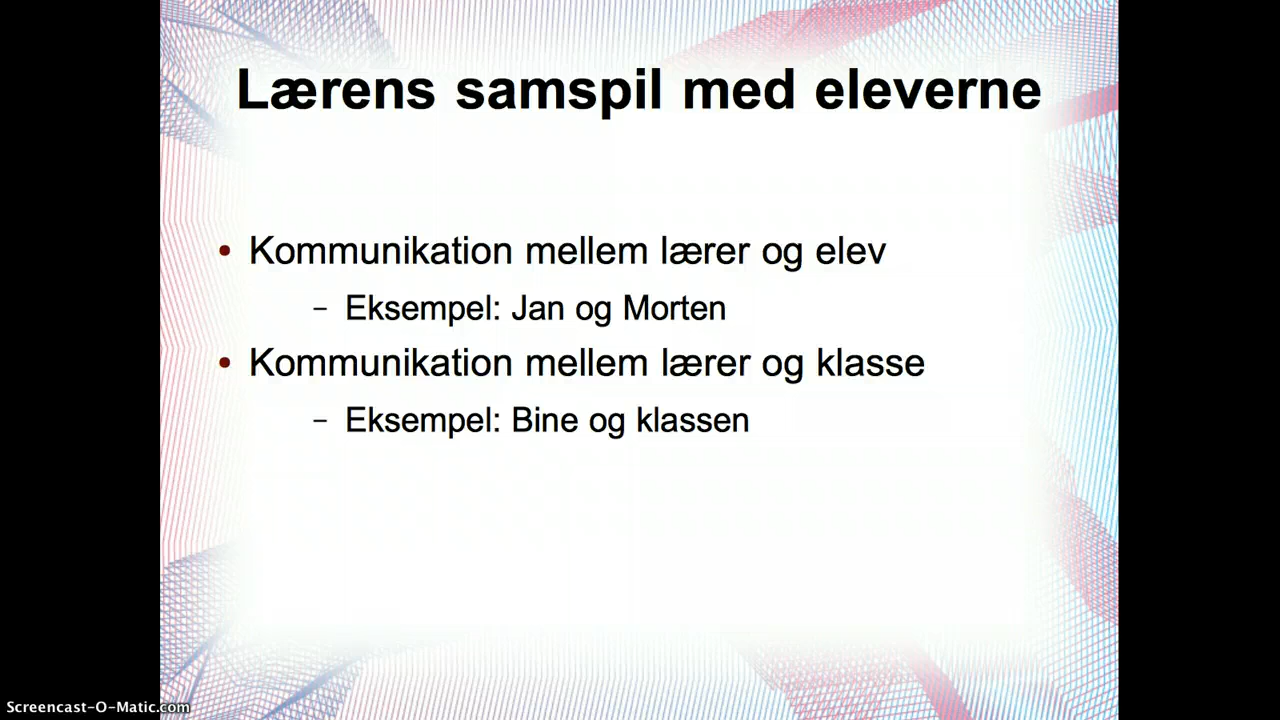 Lærens samspil med eleverne
• Kommunikation mellem lærer og elev
– Eksempel: Jan og Morten
• Kommunikation mellem lærer og klasse
– Eksempel: Bine og klassen
Screencast-O-Matic.com